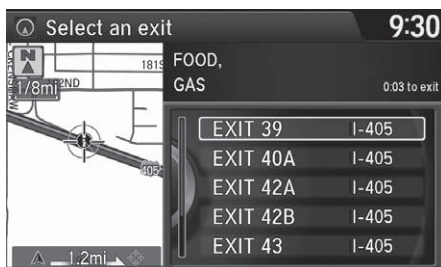 Select an exit
9:30
N
1/8mi
181S
2ND
405
1.2mi
FOOD,
GAS
0:03 to exit
EXIT 39 I-405
EXIT 40A I-405
EXIT 42A I-405
EXIT 42B I-405
EXIT 43 I-405